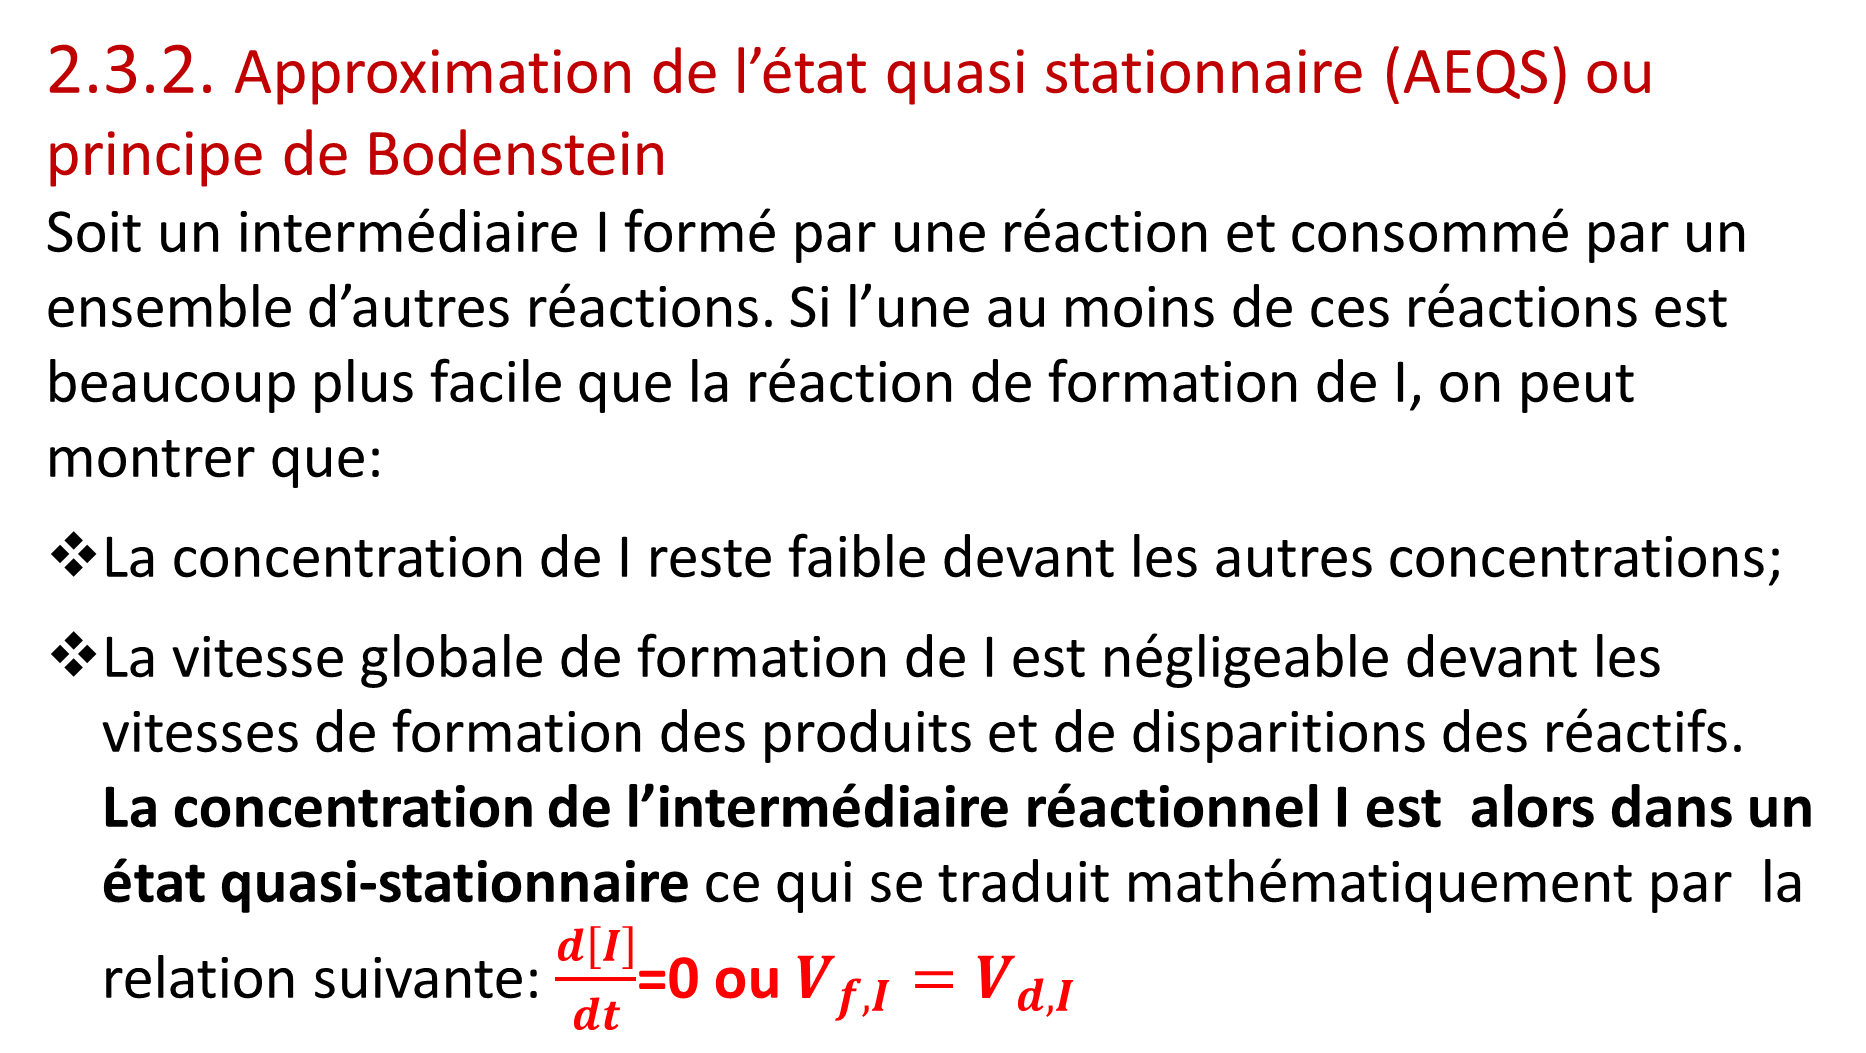 2.3.2. Approximation de l’état quasi stationnaire (AEQS) ou
principe de Bodenstein
Soit un intermédiaire I formé par une réaction et consommé par un
ensemble d’autres réactions. Si l’une au moins de ces réactions est
beaucoup plus facile que la réaction de formation de I, on peut
montrer que:
❖La concentration de I reste faible devant les autres concentrations;
❖La vitesse globale de formation de I est négligeable devant les
vitesses de formation des produits et de disparitions des réactifs.
La concentration de l’intermédiaire réactionnel I est  alors dans un
état quasi-stationnaire ce qui se traduit mathématiquement par  la
relation suivante: $\frac{d[I]}{dt}$=0 ou $V_{f,I} = V_{d,I}$